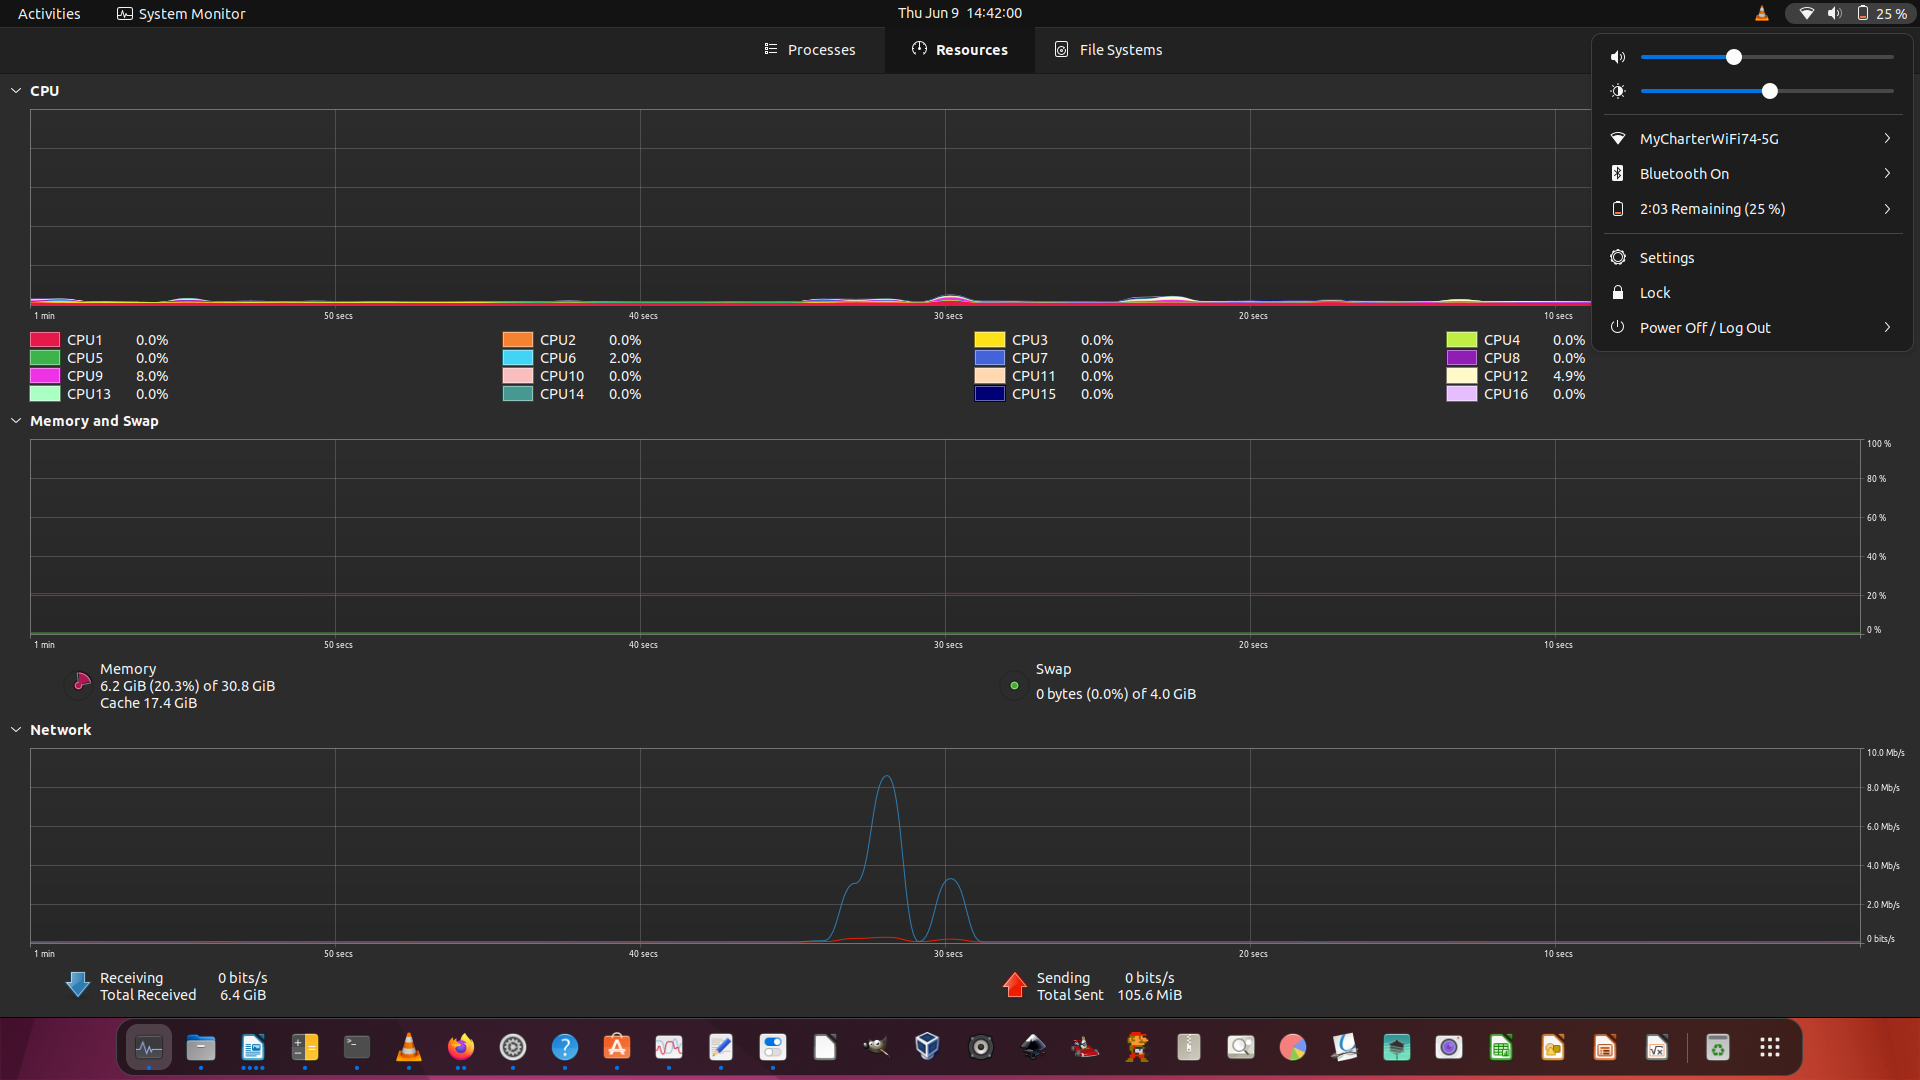 Activities
System Monitor
Thu Jun 9 14:42:00
25 %
Processes
Resources
File Systems
MyCharterWiFi74-5G
Bluetooth On
2:03 Remaining (25 %)
Settings
Lock
Power Off / Log Out
CPU
1 min 50 secs 40 secs 30 secs 20 secs 10 secs
CPU1 0.0% CPU2 0.0% CPU3 0.0% CPU4 0.0%
CPU5 0.0% CPU6 2.0% CPU7 0.0% CPU8 0.0%
CPU9 8.0% CPU10 0.0% CPU11 0.0% CPU12 4.9%
CPU13 0.0% CPU14 0.0% CPU15 0.0% CPU16 0.0%
Memory and Swap
100 %
80 %
60 %
40 %
20 %
0 %
1 min 50 secs 40 secs 30 secs 20 secs 10 secs
Memory
6.2 GiB (20.3%) of 30.8 GiB
Cache 17.4 GiB
Swap
0 bytes (0.0%) of 4.0 GiB
Network
10.0 Mb/s
8.0 Mb/s
6.0 Mb/s
4.0 Mb/s
2.0 Mb/s
0 bits/s
1 min 50 secs 40 secs 30 secs 20 secs 10 secs
Receiving 0 bits/s
Total Received 6.4 GiB
Sending 0 bits/s
Total Sent 105.6 MiB